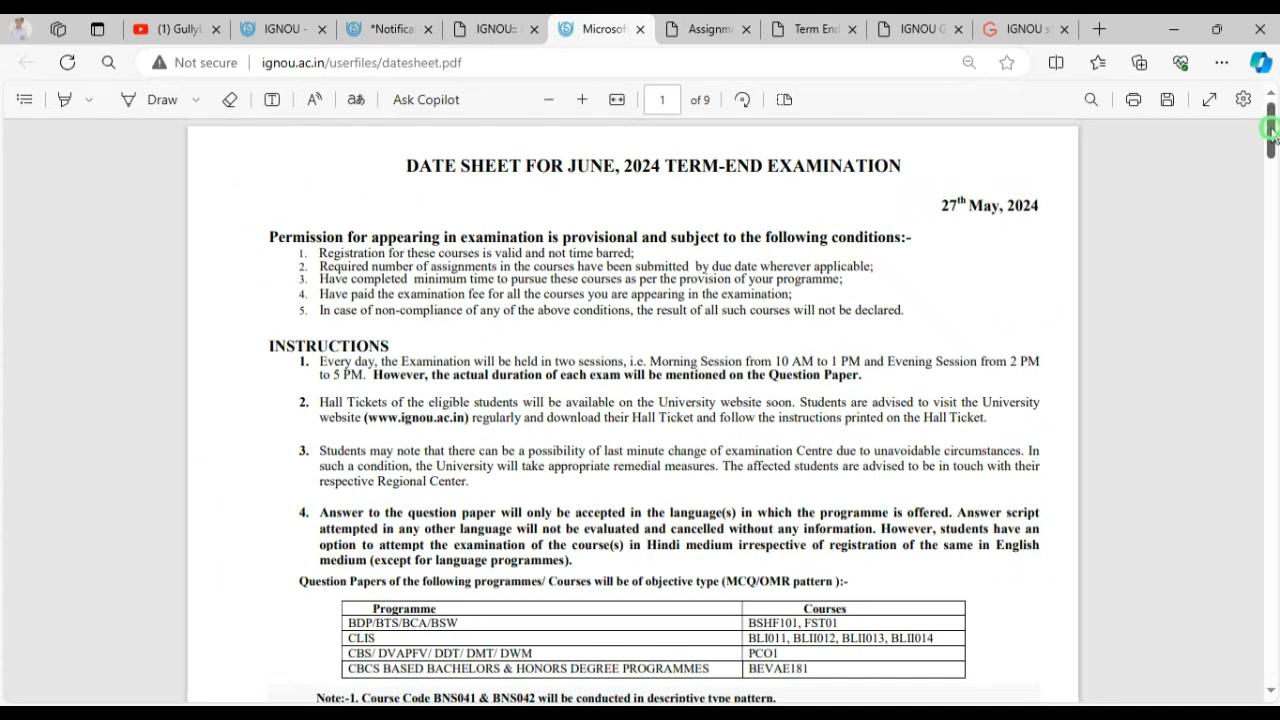 (1) Gullyb
IGNOU -
*Notifica
IGNOU::
Microsof
Assignm
Term End
IGNOU G
IGNOU s
Not secure
ignou.ac.in/userfiles/datesheet.pdf
Draw
Ask Copilot
1 of 9
DATE SHEET FOR JUNE, 2024 TERM-END EXAMINATION
27th May, 2024
Permission for appearing in examination is provisional and subject to the following conditions:-
1. Registration for these courses is valid and not time barred;
2. Required number of assignments in the courses have been submitted by due date wherever applicable;
3. Have completed minimum time to pursue these courses as per the provision of your programme;
4. Have paid the examination fee for all the courses you are appearing in the examination;
5. In case of non-compliance of any of the above conditions, the result of all such courses will not be declared.
INSTRUCTIONS
1. Every day, the Examination will be held in two sessions, i.e. Morning Session from 10 AM to 1 PM and Evening Session from 2 PM
to 5 PM. However, the actual duration of each exam will be mentioned on the Question Paper.
2. Hall Tickets of the eligible students will be available on the University website soon. Students are advised to visit the University
website (www.ignou.ac.in) regularly and download their Hall Ticket and follow the instructions printed on the Hall Ticket.
3. Students may note that there can be a possibility of last minute change of examination Centre due to unavoidable circumstances. In
such a condition, the University will take appropriate remedial measures. The affected students are advised to be in touch with their
respective Regional Center.
4. Answer to the question paper will only be accepted in the language(s) in which the programme is offered. Answer script
attempted in any other language will not be evaluated and cancelled without any information. However, students have an
option to attempt the examination of the course(s) in Hindi medium irrespective of registration of the same in English
medium (except for language programmes).
Question Papers of the following programmes/ Courses will be of objective type (MCQ/OMR pattern ):-
Programme Courses
BDP/BTS/BCA/BSW BSHF101, FST01
CLIS BLI011, BLII012, BLII013, BLII014
CBS/ DVAPFV/ DDT/ DMT/ DWM PCO1
CBCS BASED BACHELORS & HONORS DEGREE PROGRAMMES BEVAE181
Note:-1. Course Code BNS041 & BNS042 will be conducted in descriptive type pattern.